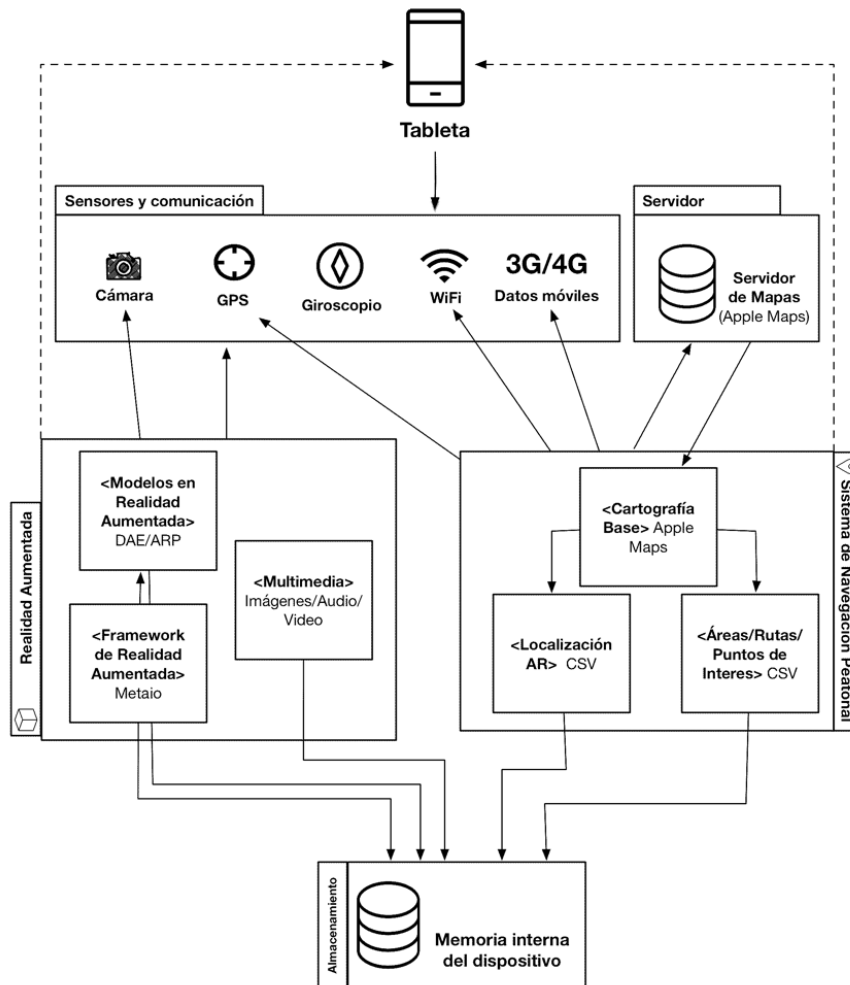 Tableta
Sensores y comunicación
Cámara
GPS
Giroscopio
WiFi
3G/4G
Datos móviles
Servidor
Servidor
de Mapas
(Apple Maps)
Realidad Aumentada
<Modelos en
Realidad
Aumentada>
DAE/ARP
<Framework
de Realidad
Aumentada>
Metaio
<Multimedia>
Imágenes/Audio/
Video
Sistema de Navegacion Peatonal
<Cartografía
Base> Apple
Maps
<Localización
AR> CSV
<Áreas/Rutas/
Puntos de
Interes> CSV
Almacenamiento
Memoria interna
del dispositivo